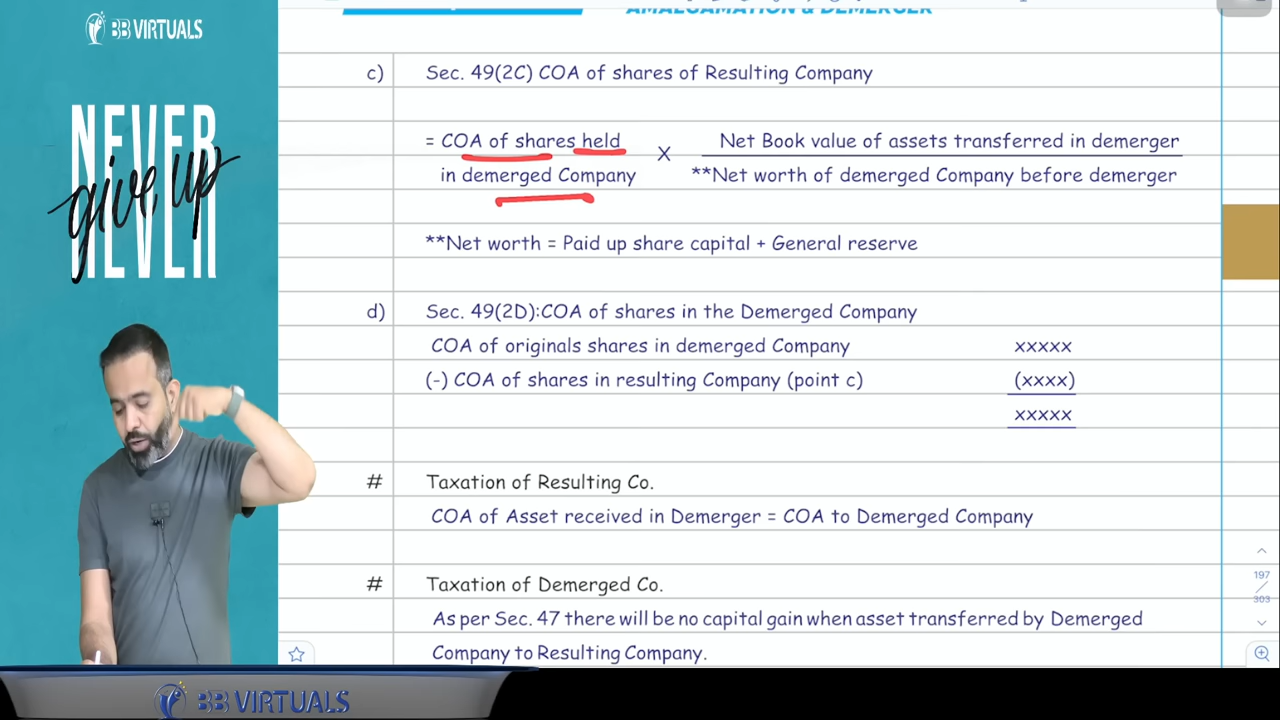 BB VIRTUALS
NEVER
give up
NEVER
AMALGAMATION & DEMERGER
c) Sec. 49(2C) COA of shares of Resulting Company
= COA of shares held in demerged Company X Net Book value of assets transferred in demerger
**Net worth of demerged Company before demerger
**Net worth = Paid up share capital + General reserve
d) Sec. 49(2D):COA of shares in the Demerged Company
COA of originals shares in demerged Company xxxxx
(-) COA of shares in resulting Company (point c) (xxxx)
xxxxx
# Taxation of Resulting Co.
COA of Asset received in Demerger = COA to Demerged Company
# Taxation of Demerged Co.
As per Sec. 47 there will be no capital gain when asset transferred by Demerged
Company to Resulting Company.
197
303
BB VIRTUALS